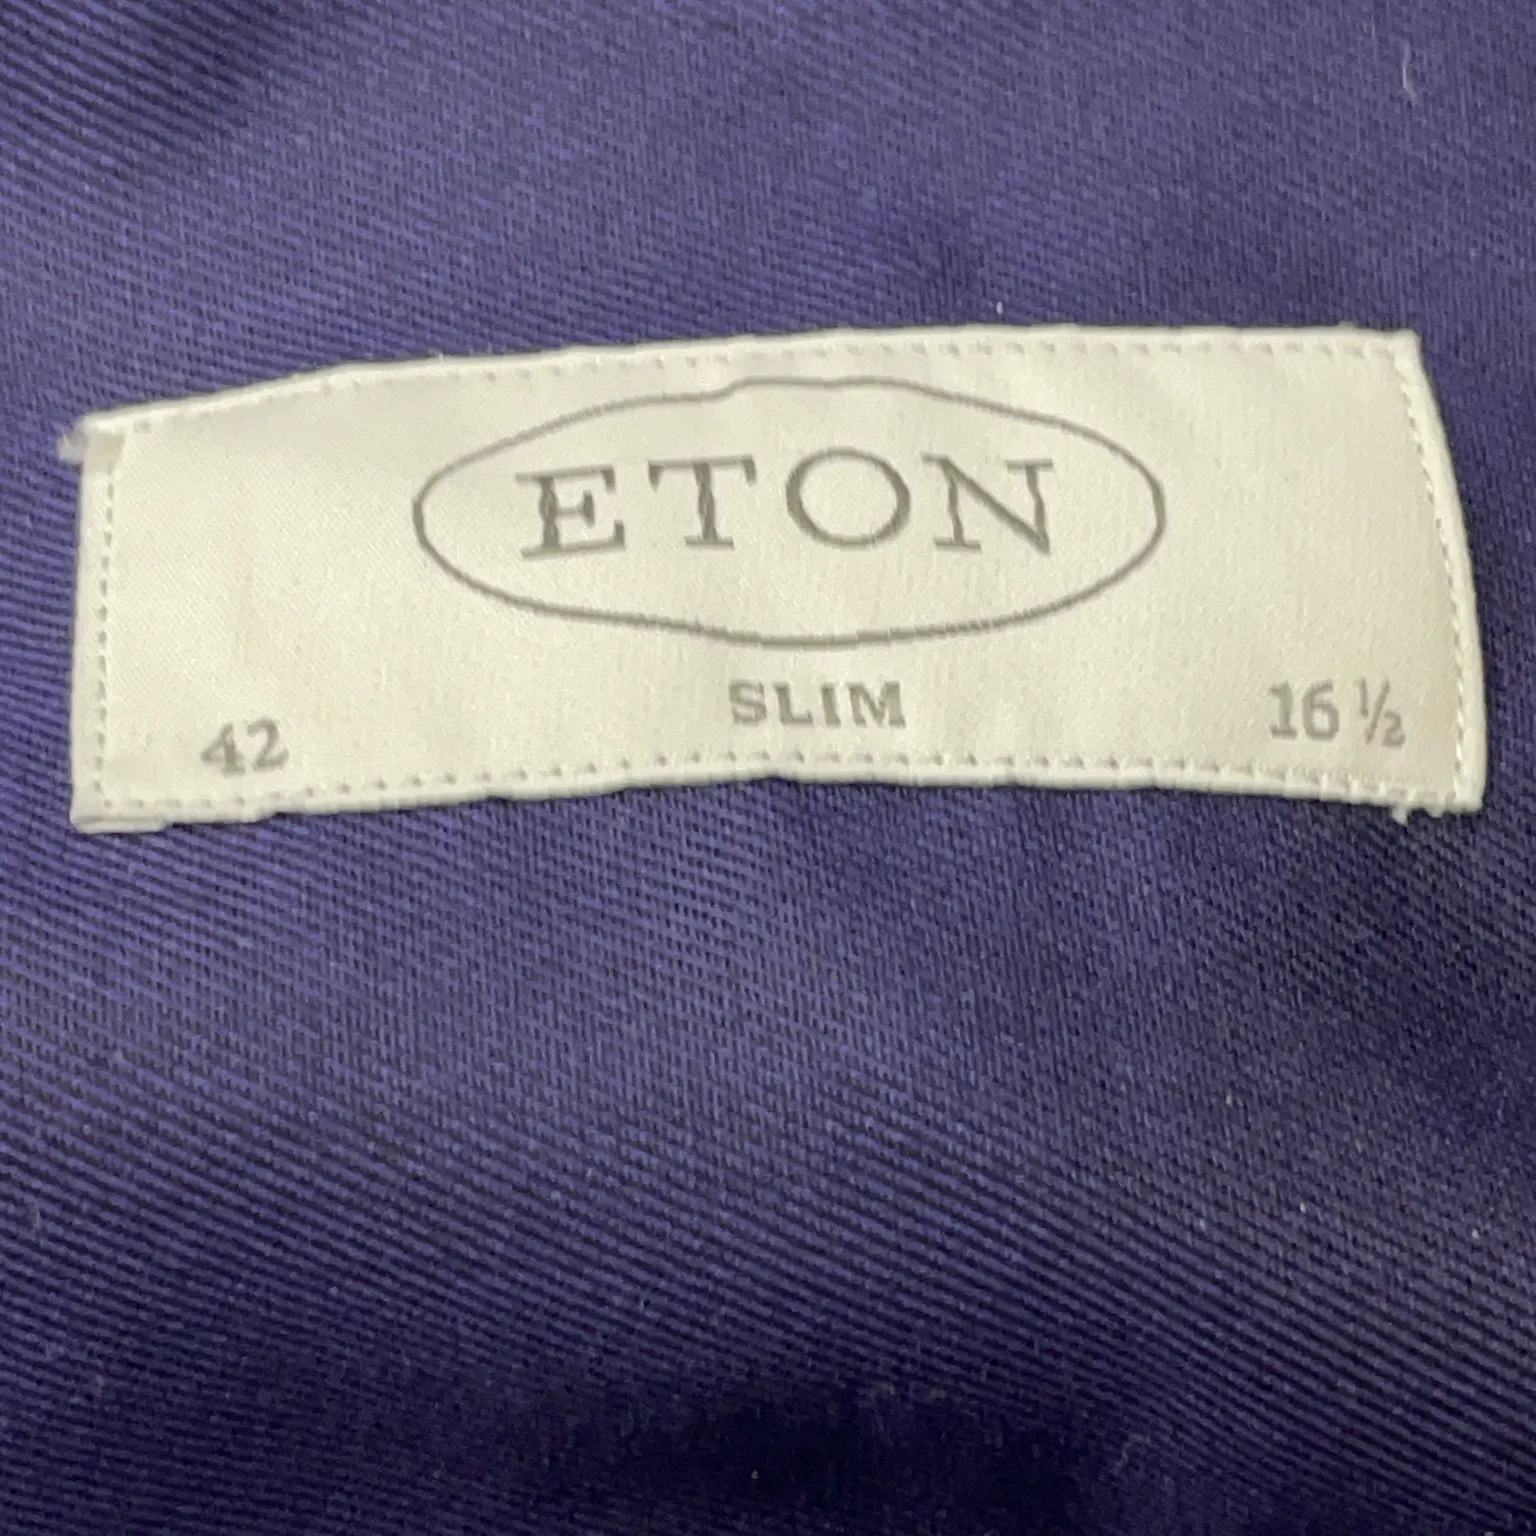 ETON
SLIM
42 16 ½